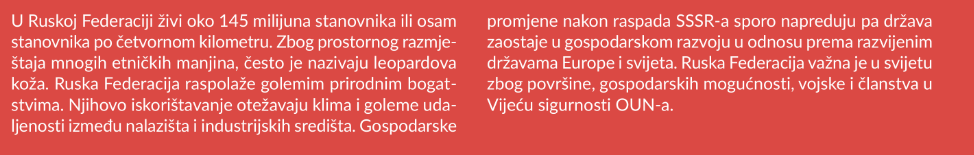 U Ruskoj Federaciji živi oko 145 milijuna stanovnika ili osam
stanovnika po četvornom kilometru. Zbog prostornog razmje-
štaja mnogih etničkih manjina, često je nazivaju leopardova
koža. Ruska Federacija raspolaže golemim prirodnim bogat-
stvima. Njihovo iskorištavanje otežavaju klima i goleme uda-
ljenosti između nalazišta i industrijskih središta. Gospodarske
promjene nakon raspada SSSR-a sporo napreduju pa država
zaostaje u gospodarskom razvoju u odnosu prema razvijenim
državama Europe i svijeta. Ruska Federacija važna je u svijetu
zbog površine, gospodarskih mogućnosti, vojske i članstva u
Vijeću sigurnosti OUN-a.